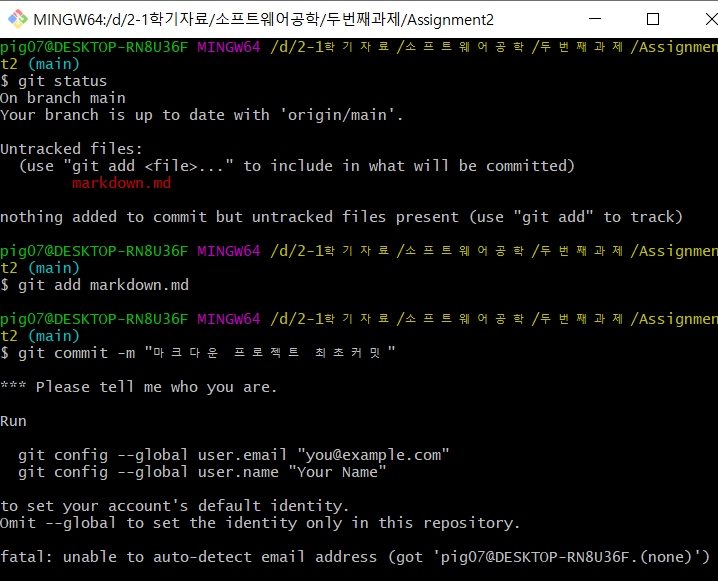 MINGW64:/d/2-1학기자료/소프트웨어공학/두번째과제/Assignment2
pig07@DESKTOP-RN8U36F MINGW64 /d/2-1학기자료/소프트웨어공학/두번째과제/Assignmen
t2 (main)
$ git status
On branch main
Your branch is up to date with 'origin/main'.
Untracked files:
(use "git add <file>..." to include in what will be committed)
markdown.md
nothing added to commit but untracked files present (use "git add" to track)
pig07@DESKTOP-RN8U36F MINGW64 /d/2-1학기자료/소프트웨어공학/두번째과제/Assignmen
t2 (main)
$ git add markdown.md
pig07@DESKTOP-RN8U36F MINGW64 /d/2-1학기자료/소프트웨어공학/두번째과제/Assignmen
t2 (main)
$ git commit -m "마크다운 프로젝트 최초커밋"
*** Please tell me who you are.
Run
git config --global user.email "you@example.com"
git config --global user.name "Your Name"
to set your account's default identity.
Omit --global to set the identity only in this repository.
fatal: unable to auto-detect email address (got 'pig07@DESKTOP-RN8U36F.(none)')